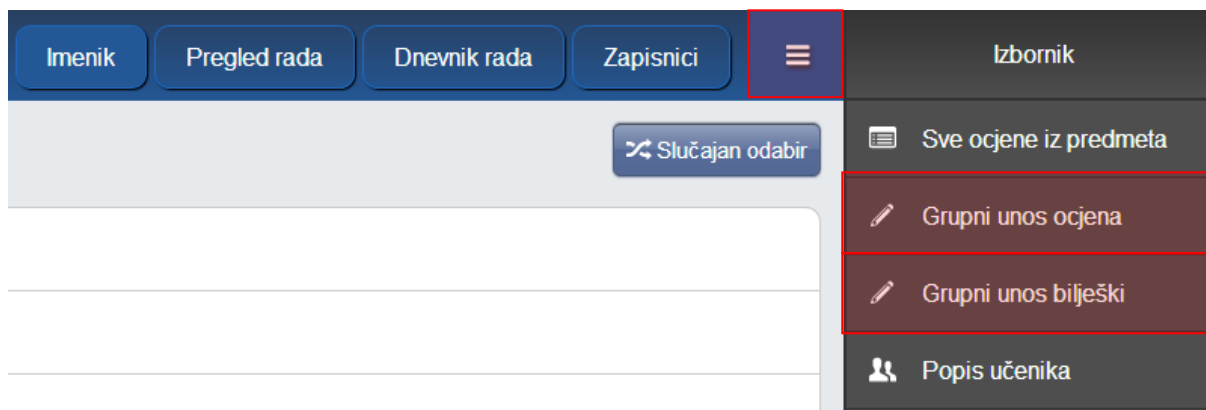 Imenik
Pregled rada
Dnevnik rada
Zapisnici
Izbornik
Slučajan odabir
Sve ocjene iz predmeta
Grupni unos ocjena
Grupni unos bilješki
Popis učenika